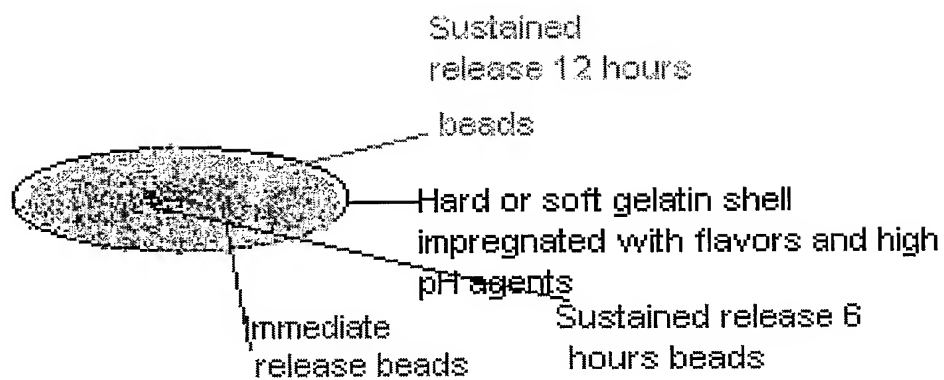 Sustained
release 12 hours
beads
Hard or soft gelatin shell
impregnated with flavors and high
pH agents
Sustained release 6
hours beads
Immediate
release beads